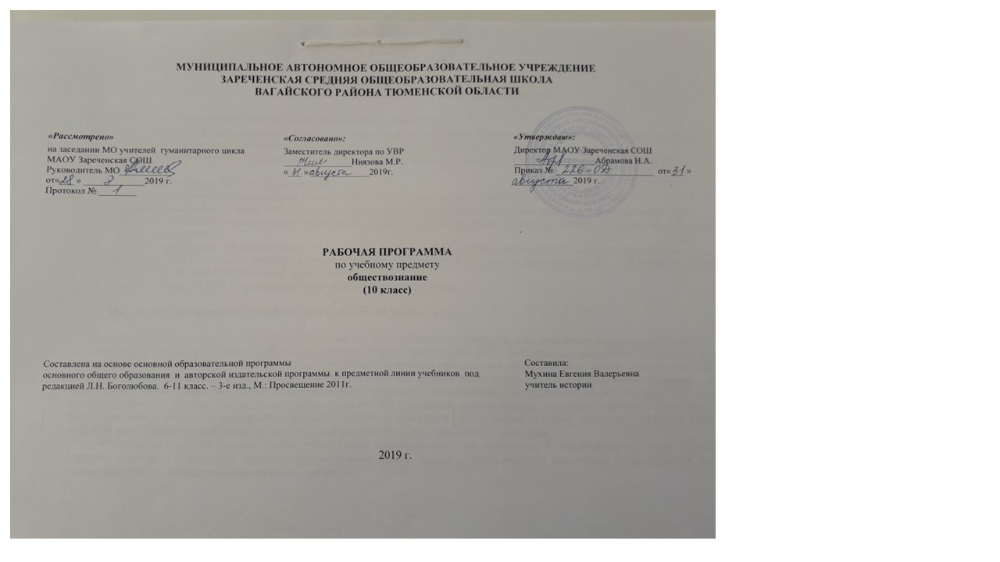 МУНИЦИПАЛЬНОЕ АВТОНОМНОЕ ОБЩЕОБРАЗОВАТЕЛЬНОЕ УЧРЕЖДЕНИЕ
ЗАРЕЧЕНСКАЯ СРЕДНЯЯ ОБЩЕОБРАЗОВАТЕЛЬНАЯ ШКОЛА
ВАГАЙСКОГО РАЙОНА ТЮМЕНСКОЙ ОБЛАСТИ
«Рассмотрено»
на заседании МО учителей гуманитарного цикла
МАОУ Зареченская СОШ
Руководитель МО
от«28» 8 2019 г.
Протокол № 1
«Согласовано»:
Заместитель директора по УВР
Ниязова М.Р.
«31»августа 2019г.
«Утверждаю»:
Директор МАОУ Зареченская СОШ
Абрамова Н.А.
Приказ № 226-ОД от«31»
августа 2019 г.
РАБОЧАЯ ПРОГРАММА
по учебному предмету
обществознание
(10 класс)
Составлена на основе основной образовательной программы
основного общего образования и авторской издательской программы к предметной линии учебников под
редакцией Л.Н. Боголюбова. 6-11 класс. – 3-е изд., М.: Просвещение 2011г.
Составила:
Мухина Евгения Валерьевна
учитель истории
2019 г.